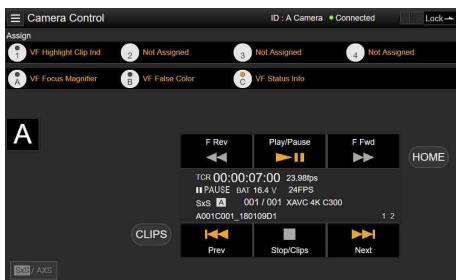 Camera Control ID : A Camera Connected Lock
Assign
1 VF Highlight Clip Ind 2 Not Assigned 3 Not Assigned 4 Not Assigned
A VF Focus Magnifier B VF False Color C VF Status Info
A
F Rev Play/Pause F Fwd
HOME
TCR 00:00:07:00 23.98fps
PAUSE BAT 16.4 V 24FPS
SxS A 001 / 001 XAVC 4K C300
A001C001_180109D1 1 2
CLIPS
Prev Stop/Clips Next
SxS / AXS